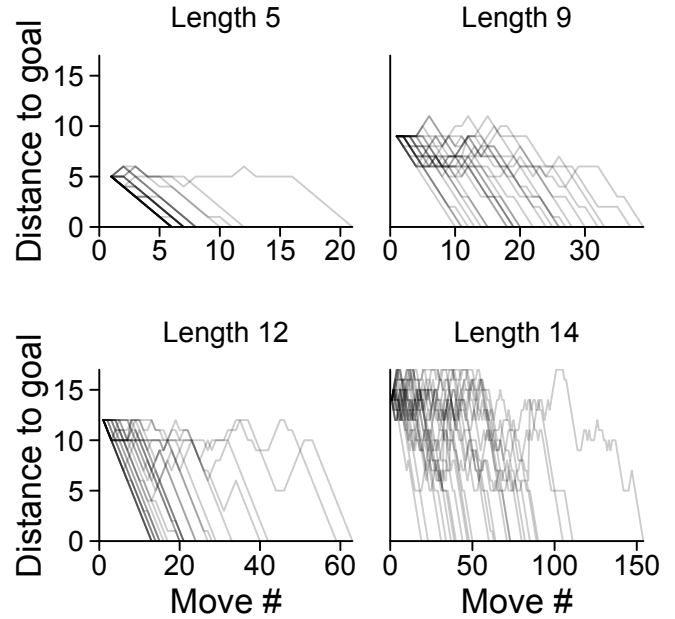 Length 5
Length 9
Distance to goal
15
10
5
0
0 5 10 15 20
10 20 30
Length 12
Length 14
Distance to goal
15
10
5
0
0 20 40 60
0 50 100 150
Move #
Move #